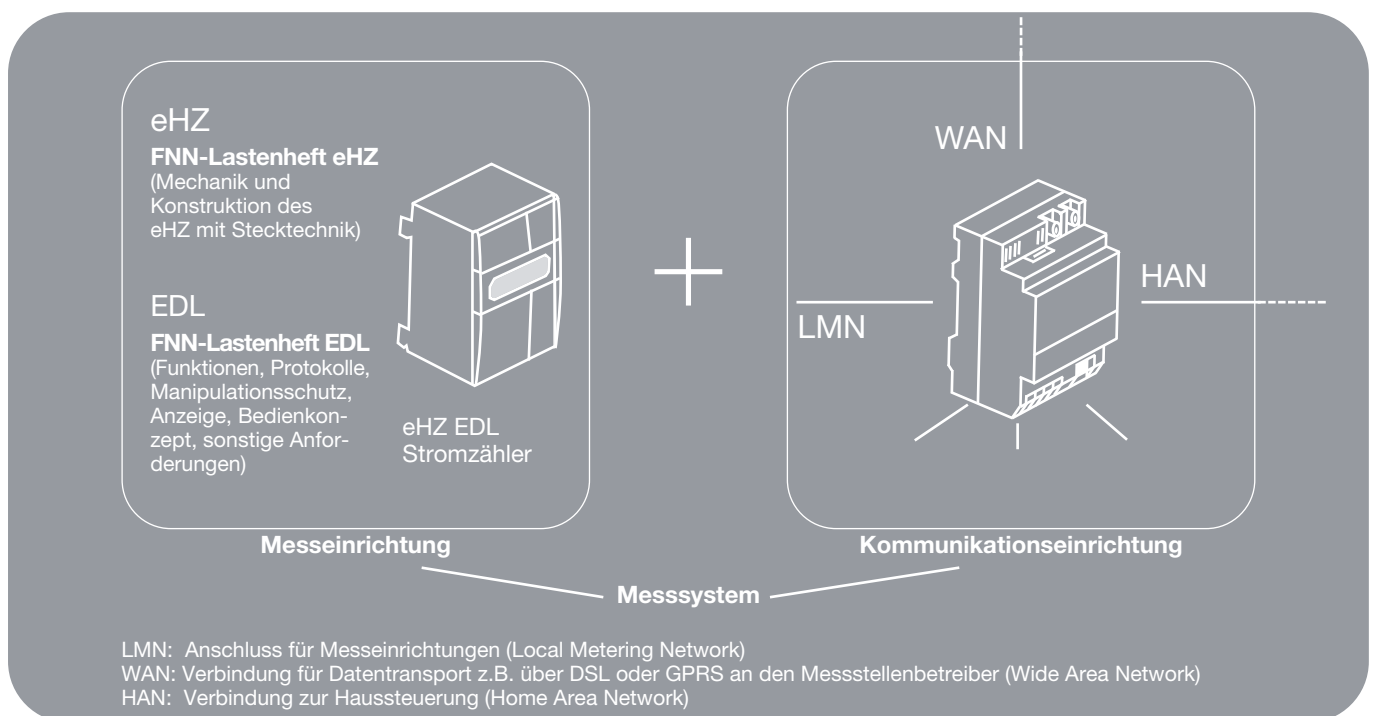 eHZ
FNN-Lastenheft eHZ
(Mechanik und
Konstruktion des
eHZ mit Stecktechnik)
EDL
FNN-Lastenheft EDL
(Funktionen, Protokolle,
Manipulationsschutz,
Anzeige, Bedienkon-
zept, sonstige Anfor-
derungen)
eHZ EDL
Stromzähler
WAN
LMN
HAN
Messeinrichtung
Kommunikationseinrichtung
Messsystem
LMN: Anschluss für Messeinrichtungen (Local Metering Network)
WAN: Verbindung für Datentransport z.B. über DSL oder GPRS an den Messstellenbetreiber (Wide Area Network)
HAN: Verbindung zur Haussteuerung (Home Area Network)